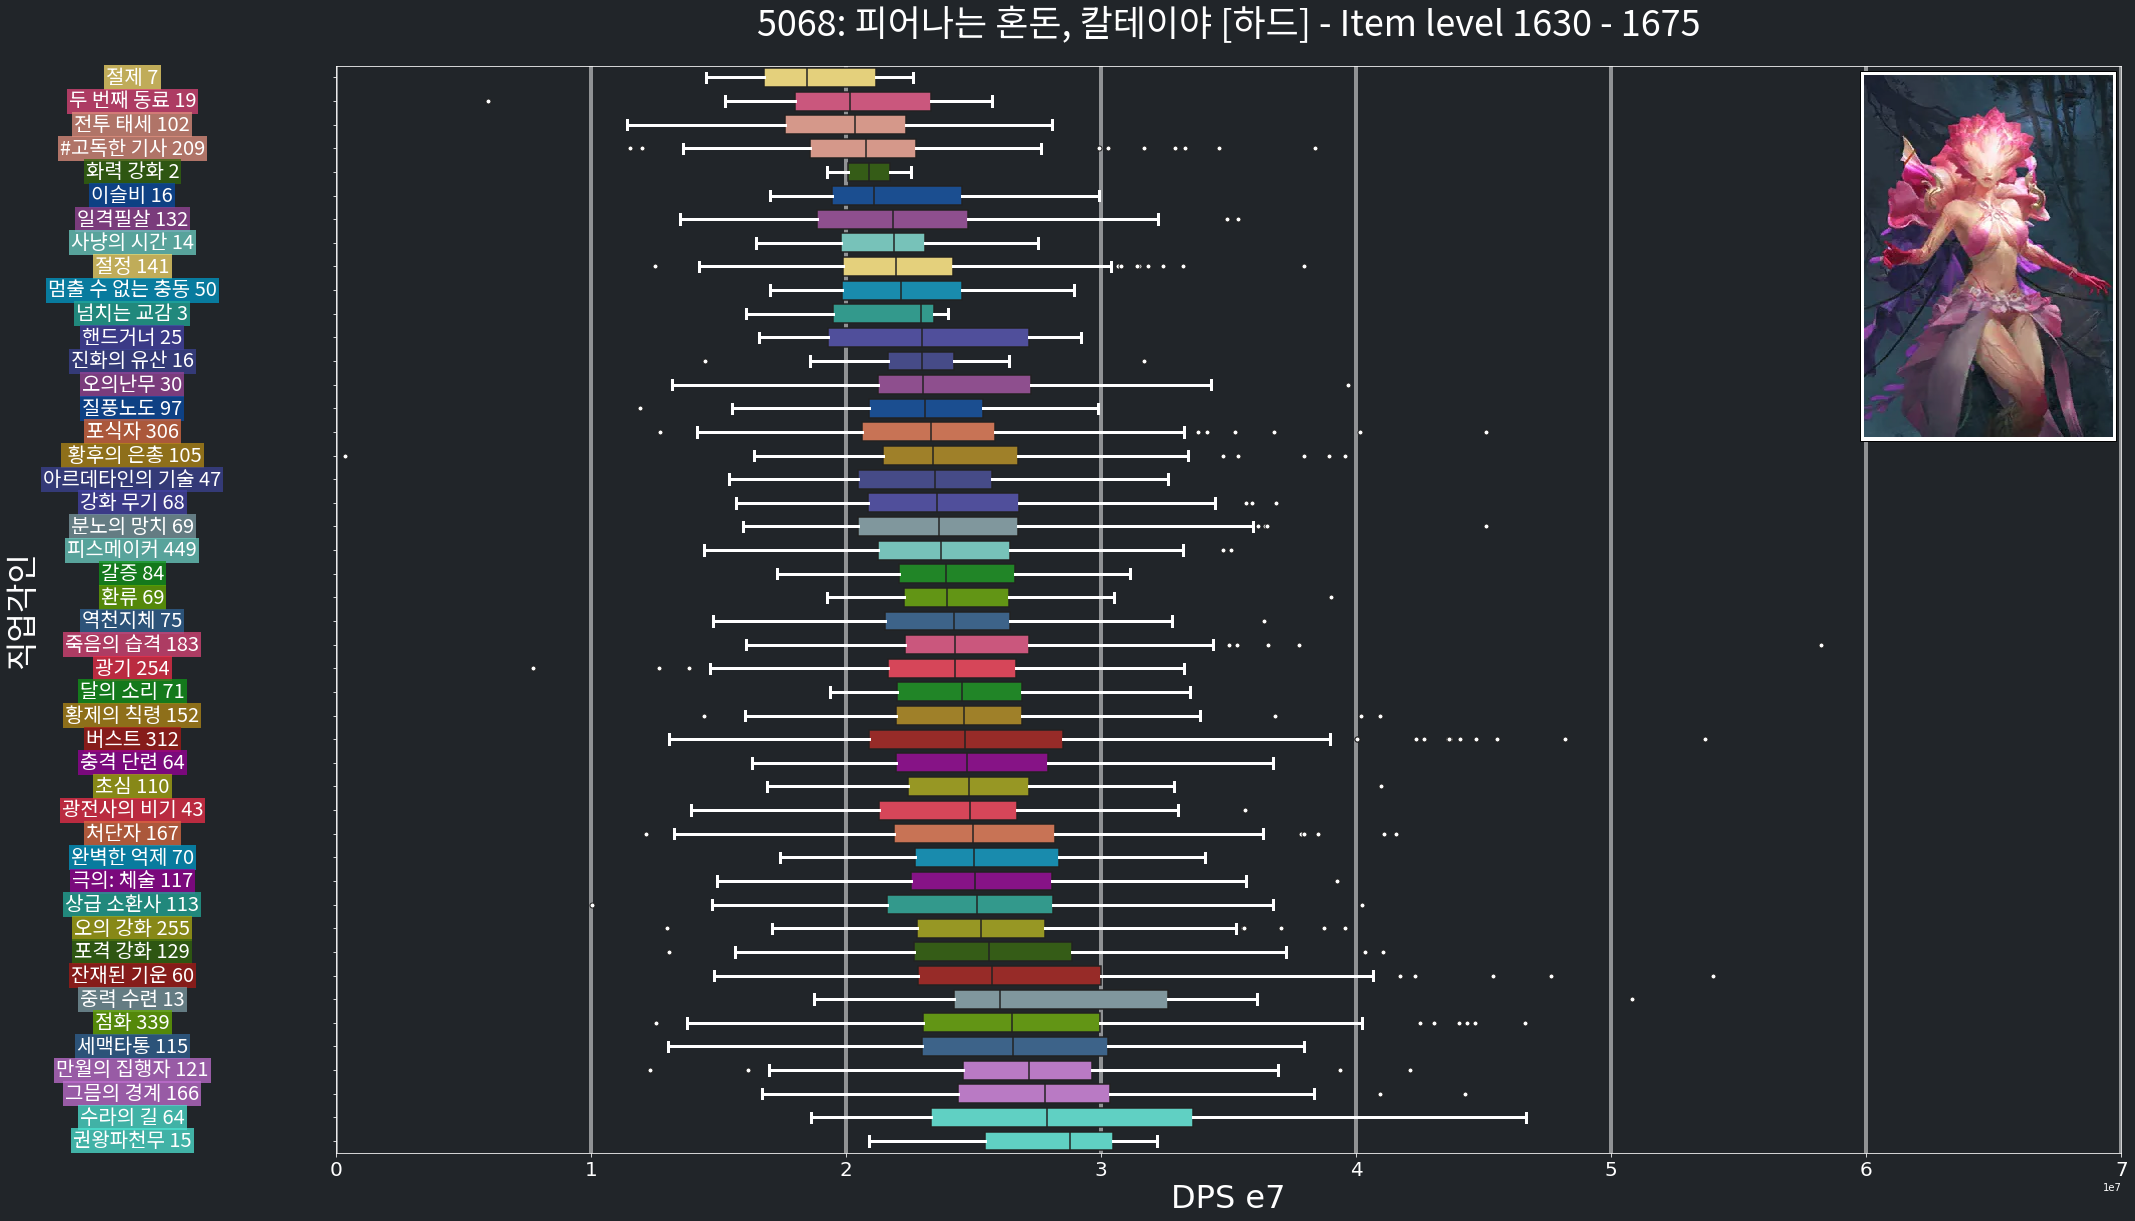 5068: 피어나는 혼돈, 칼테이야 [하드] - Item level 1630 - 1675
절제 7
두 번째 동료 19
전투 태세 102
#고독한 기사 209
화력 강화 2
이슬비 16
일격필살 132
사냥의 시간 14
절정 141
멈출 수 없는 충동 50
넘치는 교감 3
핸드거너 25
진화의 유산 16
오의난무 30
질풍노도 97
포식자 306
황후의 은총 105
아르데타인의 기술 47
강화 무기 68
분노의 망치 69
피스메이커 449
갈증 84
환류 69
역천지체 75
죽음의 습격 183
광기 254
달의 소리 71
황제의 칙령 152
버스트 312
충격 단련 64
초심 110
광전사의 비기 43
처단자 167
완벽한 억제 70
극의: 체술 117
상급 소환사 113
오의 강화 255
포격 강화 129
잔재된 기운 60
중력 수련 13
점화 339
세맥타통 115
만월의 집행자 121
그믐의 경계 166
수라의 길 64
권왕파천무 15
직업각인
0 1 2 3 4 5 6 7
1e7
DPS e7